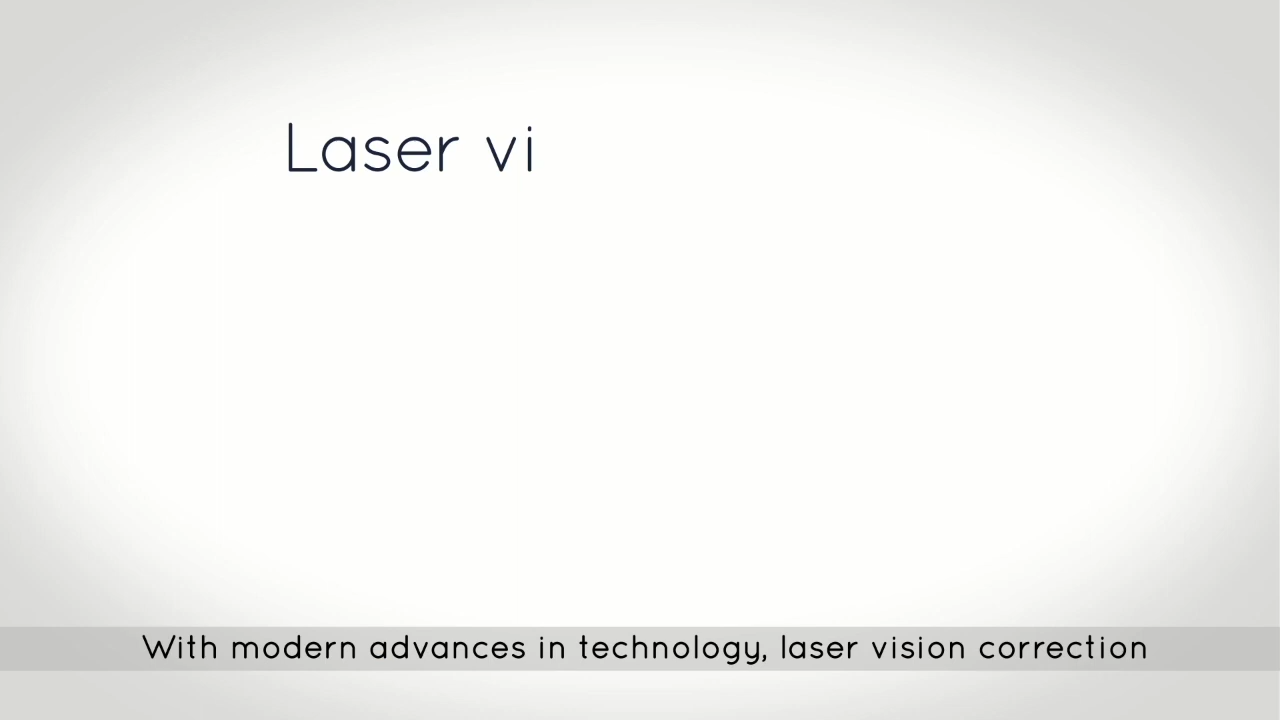 Laser vi
With modern advances in technology, laser vision correction